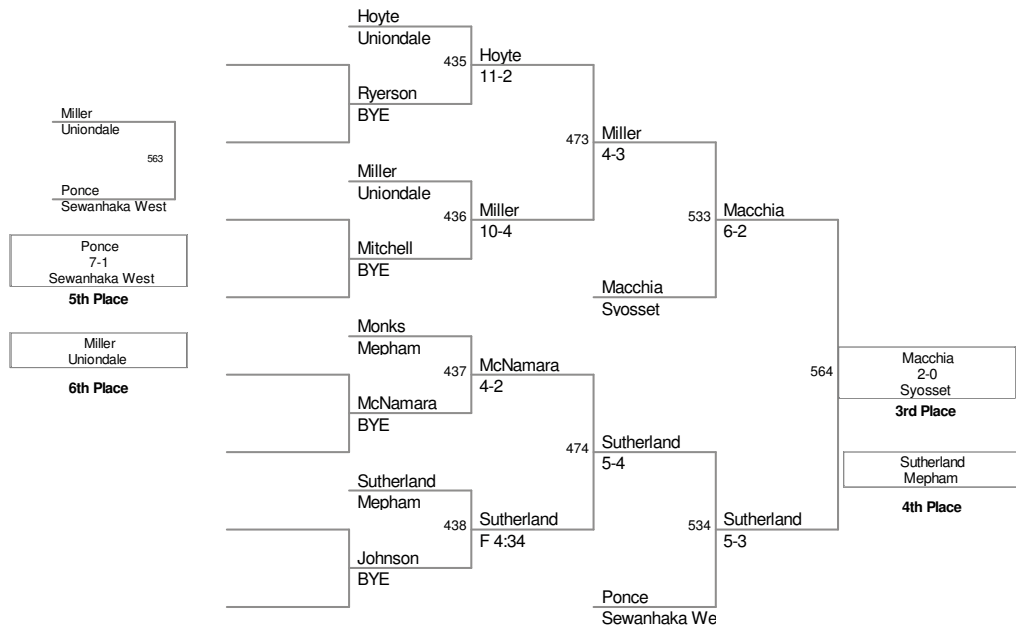 Hoyte
Uniondale
435
Hoyte
11-2
Ryerson
BYE
Miller
Uniondale
563
Ponce
Sewanhaka West
473
Miller
4-3
Miller
Uniondale
436
Miller
10-4
Mitchell
BYE
533
Macchia
6-2
Ponce
7-1
Sewanhaka West
5th Place
Macchia
Syosset
Miller
Uniondale
6th Place
Monks
Mepham
437
McNamara
4-2
McNamara
BYE
564
Macchia
2-0
Syosset
3rd Place
474
Sutherland
5-4
Sutherland
Mepham
4th Place
Sutherland
Mepham
438
Sutherland
F 4:34
Johnson
BYE
534
Sutherland
5-3
Ponce
Sewanhaka We